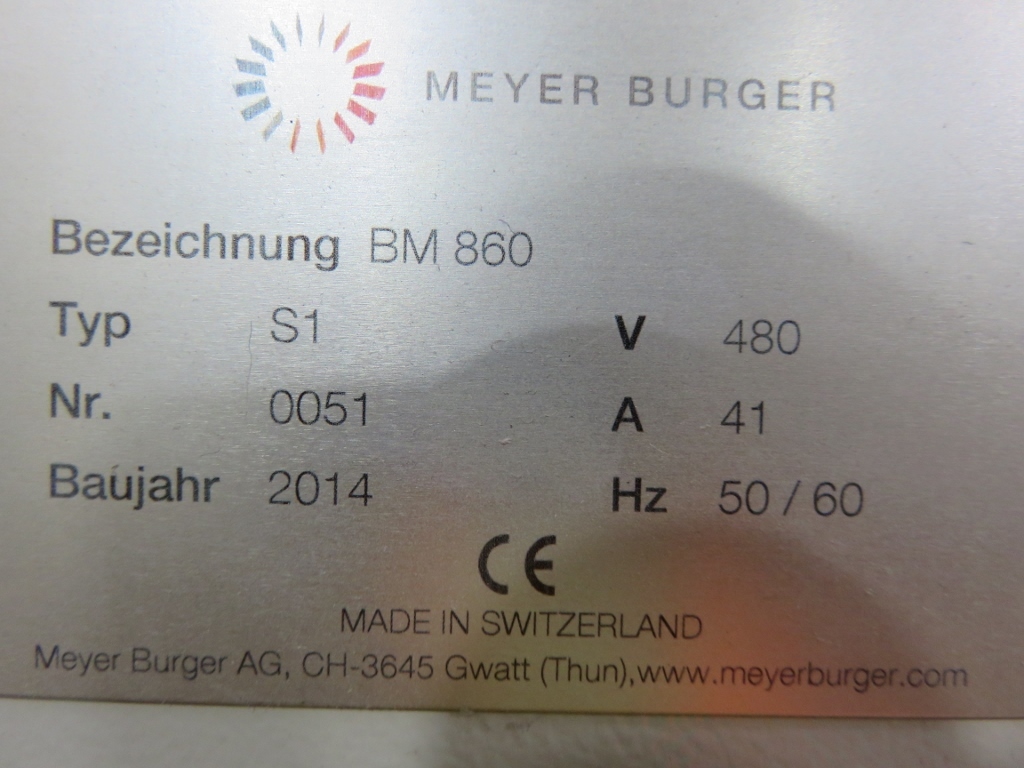 MEYER BURGER
Bezeichnung BM 860
Typ S1 V 480
Nr. 0051 A 41
Baujahr 2014 Hz 50 / 60
CE
MADE IN SWITZERLAND
Meyer Burger AG, CH-3645 Gwatt (Thun),www.meyerburger.com